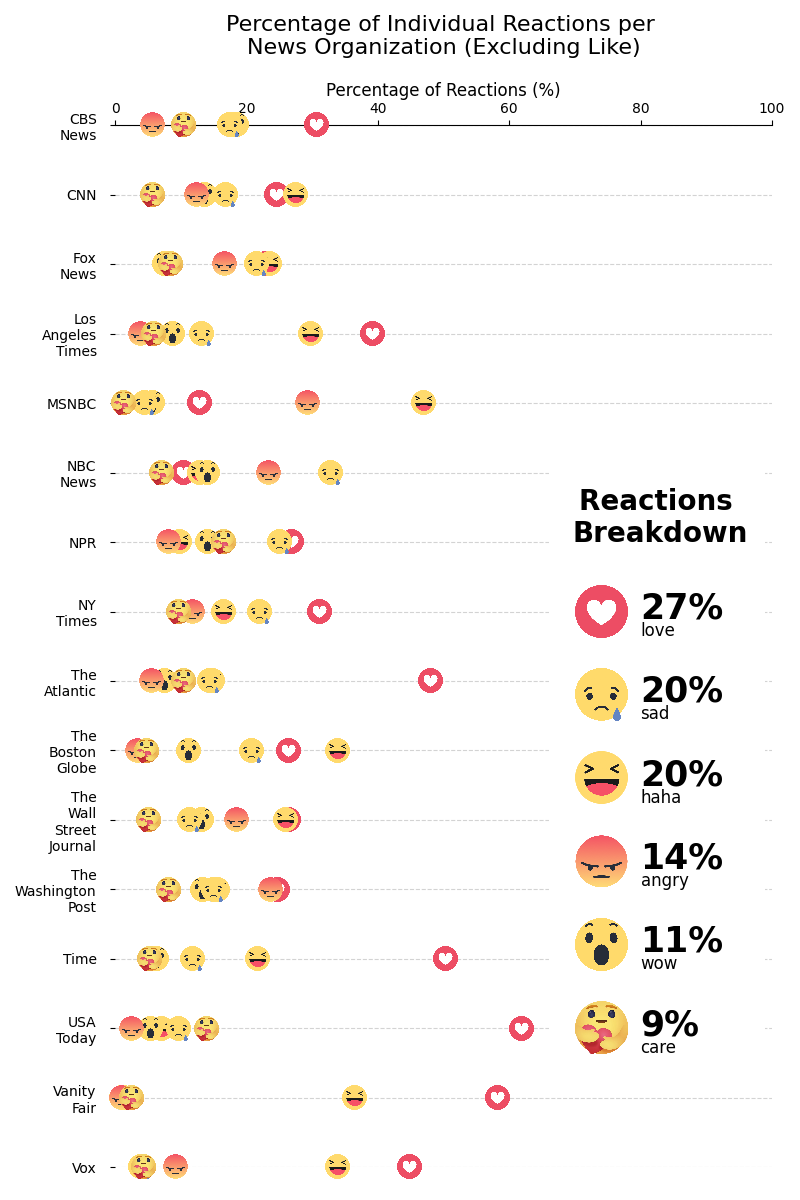 Percentage of Individual Reactions per
News Organization (Excluding Like)
Percentage of Reactions (%)
0 20 40 60 80 100
CBS
News
CNN
Fox
News
Los
Angeles
Times
MSNBC
NBC
News
NPR
NY
Times
The
Atlantic
The
Boston
Globe
The
Wall
Street
Journal
The
Washington
Post
Time
USA
Today
Vanity
Fair
Vox
Reactions
Breakdown
27%
love
20%
sad
20%
haha
14%
angry
11%
wow
9%
care